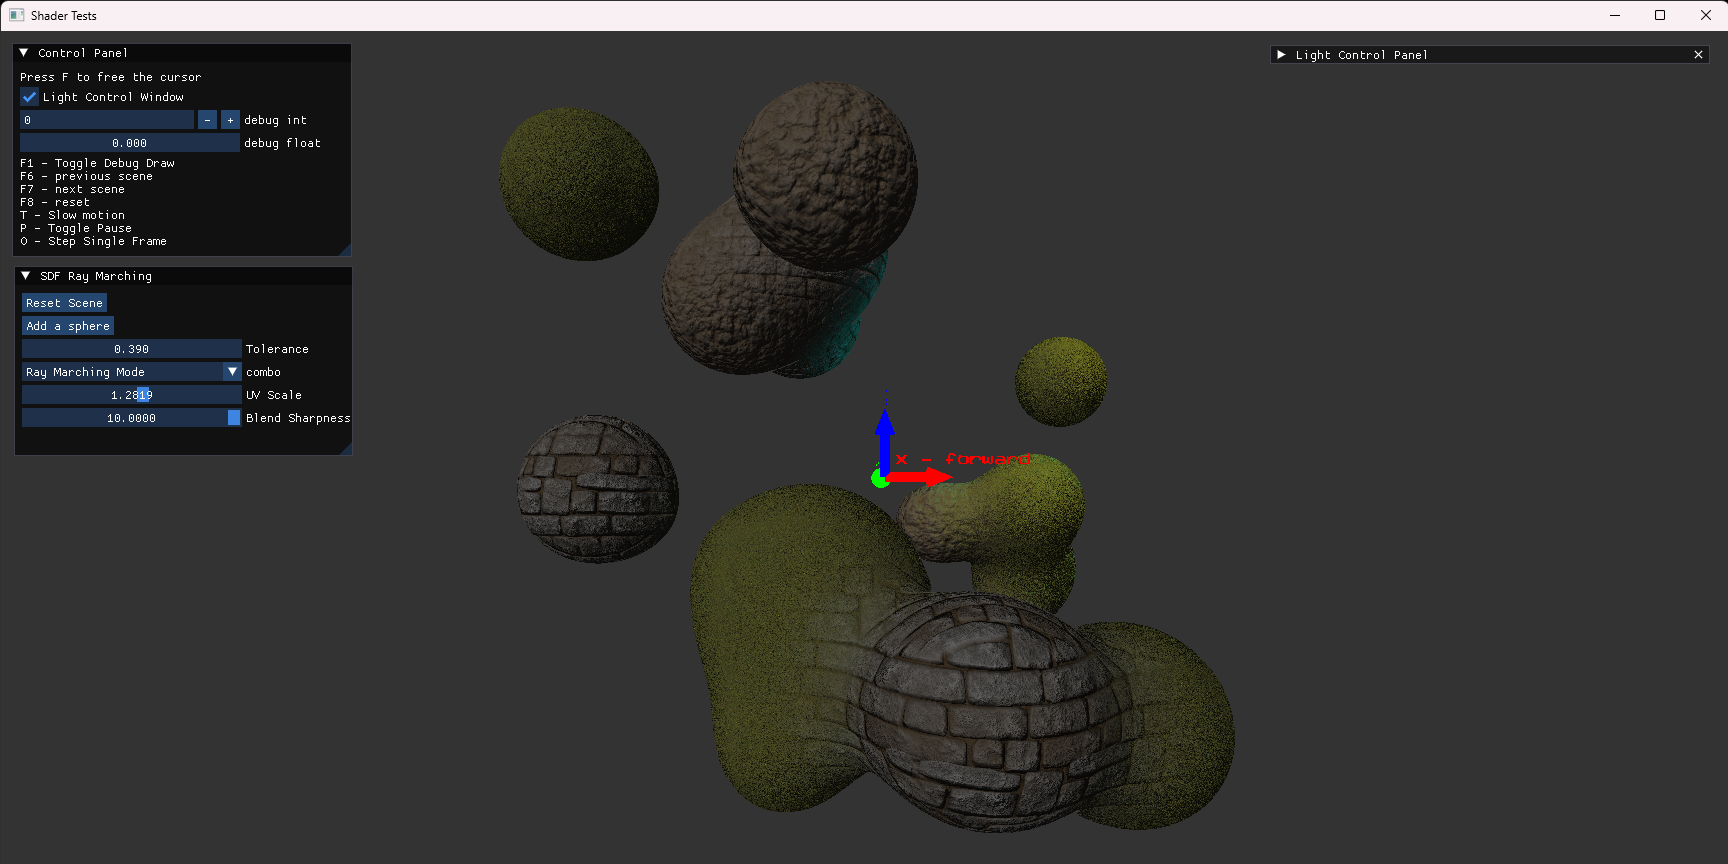 Shader Tests
Control Panel
Press F to free the cursor
Light Control Window
0 - + debug int
0.000 debug float
F1 - Toggle Debug Draw
F6 - previous scene
F7 - next scene
F8 - reset
T - Slow motion
P - Toggle Pause
O - Step Single Frame
SDF Ray Marching
Reset Scene
Add a sphere
0.390 Tolerance
Ray Marching Mode combo
1.2819 UV Scale
10.0000 Blend Sharpness
Light Control Panel
x - forward